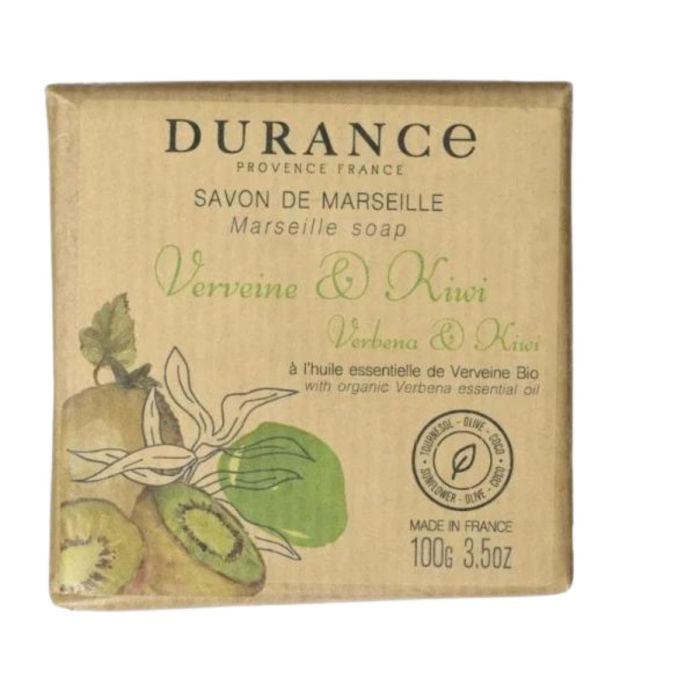 DURANCe
PROVENCE FRANCE
SAVON DE MARSEILLE
Marseille soap
Verveine & Kiwi
Verbena & Kiwi
à l'huile essentielle de Verveine Bio
with organic Verbena essential oil
TOURNESOL - OLIVE - COCO
SUNFLOWER - OLIVE - COCO
MADE IN FRANCE
100G 3.5OZ